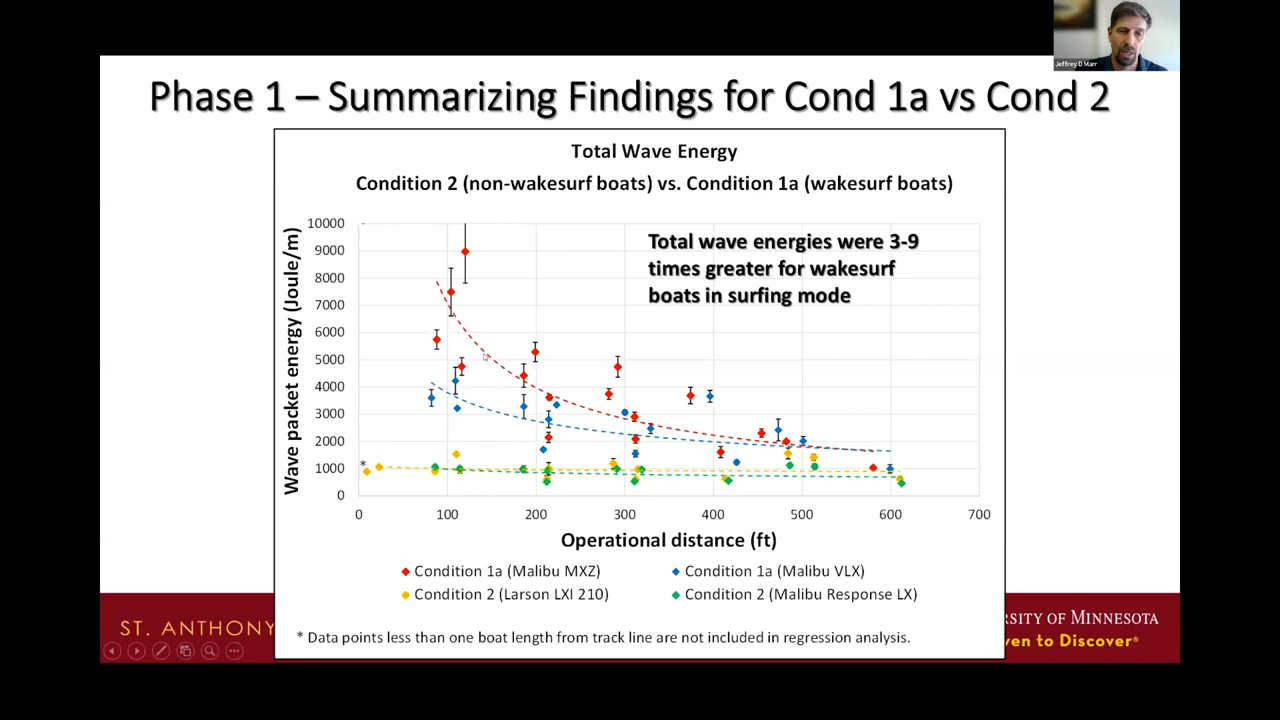 Jeffrey D Marr
Phase 1 – Summarizing Findings for Cond 1a vs Cond 2
Total Wave Energy
Condition 2 (non-wakesurf boats) vs. Condition 1a (wakesurf boats)
Total wave energies were 3-9
times greater for wakesurf
boats in surfing mode
Wave packet energy (Joule/m)
10000
9000
8000
7000
6000
5000
4000
3000
2000
1000
0
*
0 100 200 300 400 500 600 700
Operational distance (ft)
Condition 1a (Malibu MXZ) Condition 1a (Malibu VLX)
Condition 2 (Larson LXI 210) Condition 2 (Malibu Response LX)
* Data points less than one boat length from track line are not included in regression analysis.
ST. ANTHONY
RSITY OF MINNESOTA
ven to Discover®